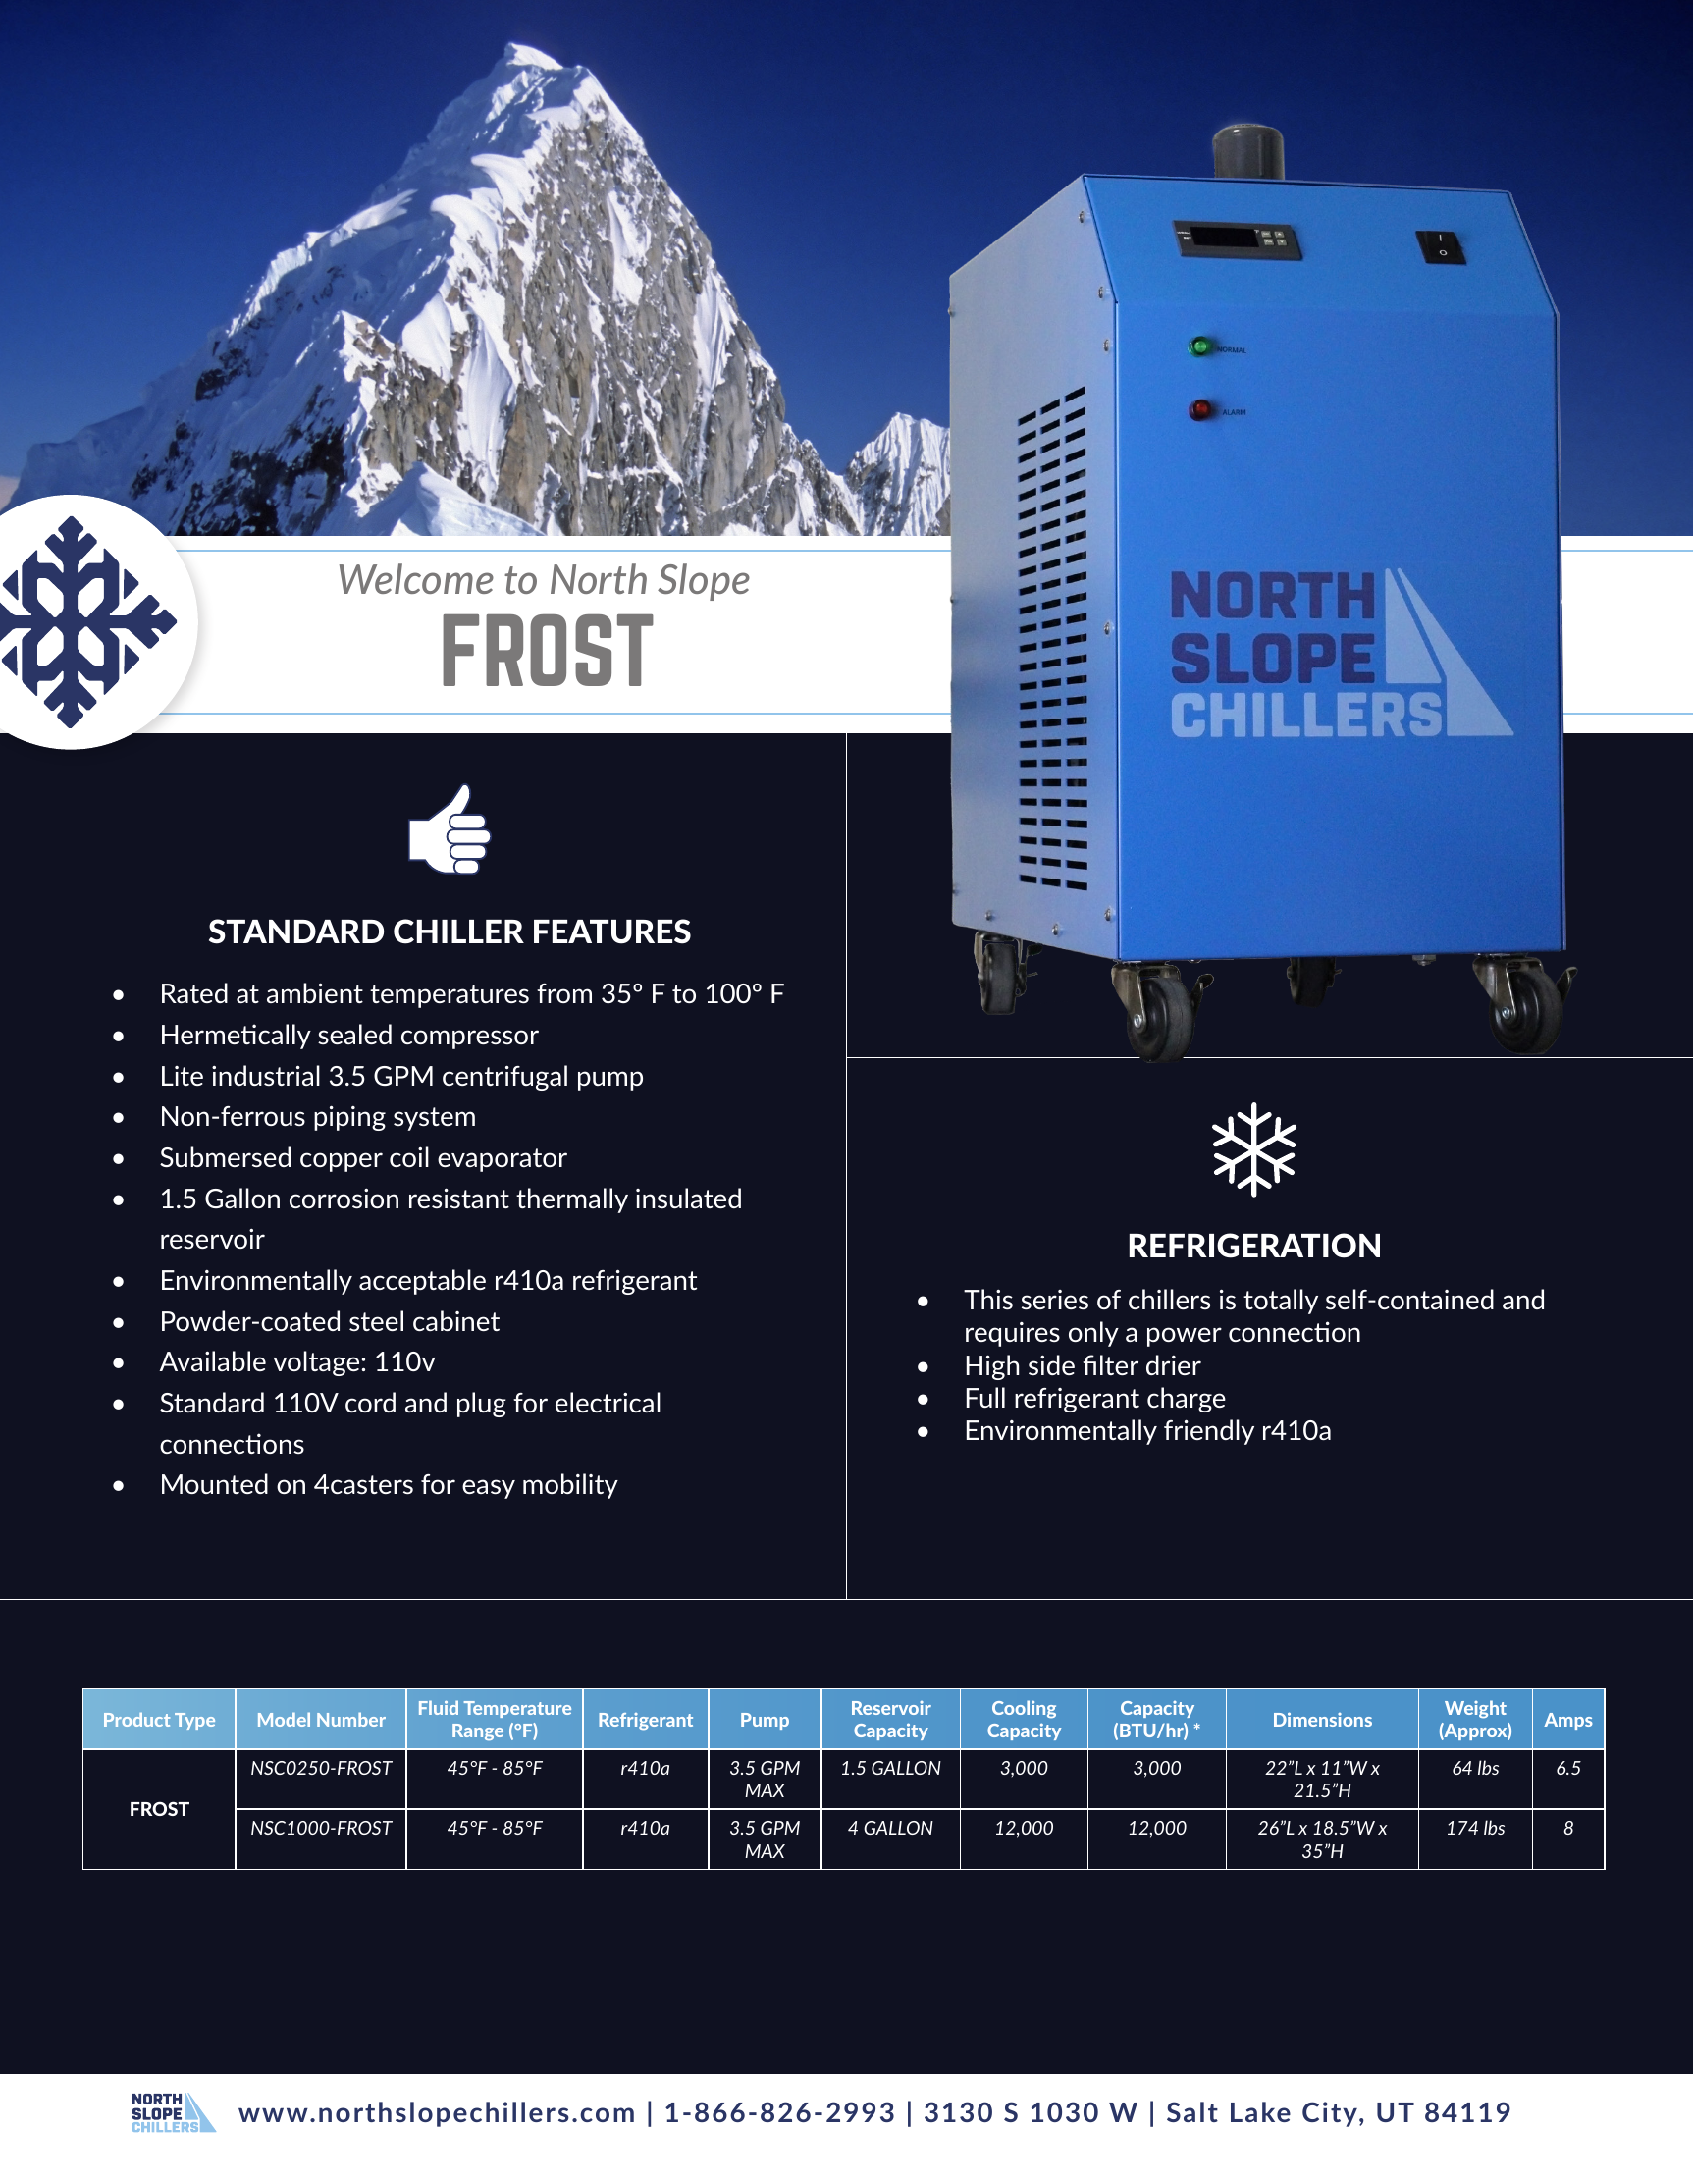 NORMAL
ALARM
NORTH
SLOPE
CHILLERS
Welcome to North Slope
FROST
STANDARD CHILLER FEATURES
• Rated at ambient temperatures from 35° F to 100° F
• Hermetically sealed compressor
• Lite industrial 3.5 GPM centrifugal pump
• Non-ferrous piping system
• Submersed copper coil evaporator
• 1.5 Gallon corrosion resistant thermally insulated
reservoir
• Environmentally acceptable r410a refrigerant
• Powder-coated steel cabinet
• Available voltage: 110v
• Standard 110V cord and plug for electrical
connections
• Mounted on 4casters for easy mobility
REFRIGERATION
• This series of chillers is totally self-contained and
requires only a power connection
• High side filter drier
• Full refrigerant charge
• Environmentally friendly r410a
Product Type Model Number Fluid Temperature Range (°F) Refrigerant Pump Reservoir Capacity Cooling Capacity Capacity (BTU/hr) * Dimensions Weight (Approx) Amps
FROST
NSC0250-FROST 45°F - 85°F r410a 3.5 GPM MAX 1.5 GALLON 3,000 3,000 22”L x 11”W x 21.5”H 64 lbs 6.5
NSC1000-FROST 45°F - 85°F r410a 3.5 GPM MAX 4 GALLON 12,000 12,000 26”L x 18.5”W x 35”H 174 lbs 8
NORTH
SLOPE
CHILLERS
www.northslopechillers.com | 1-866-826-2993 | 3130 S 1030 W | Salt Lake City, UT 84119